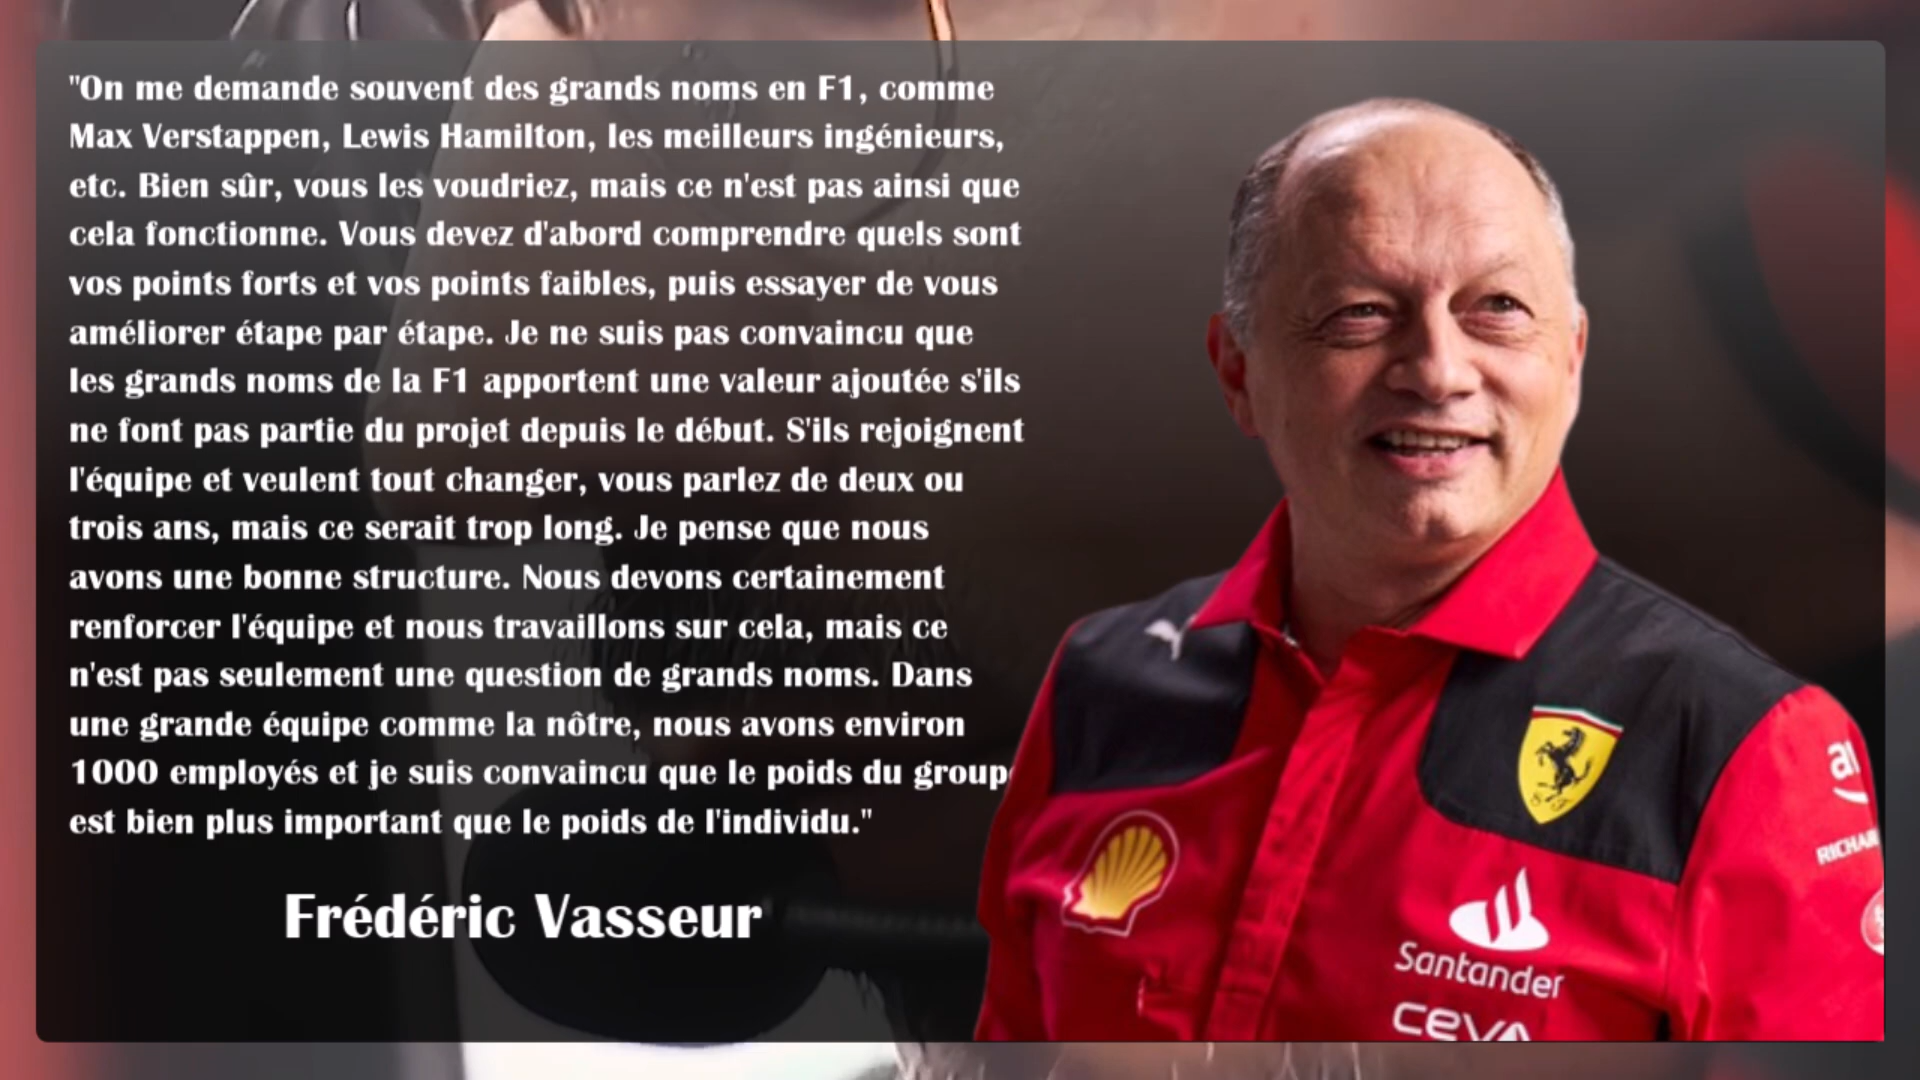 "On me demande souvent des grands noms en F1, comme
Max Verstappen, Lewis Hamilton, les meilleurs ingénieurs,
etc. Bien sûr, vous les voudriez, mais ce n'est pas ainsi que
cela fonctionne. Vous devez d'abord comprendre quels sont
vos points forts et vos points faibles, puis essayer de vous
améliorer étape par étape. Je ne suis pas convaincu que
les grands noms de la F1 apportent une valeur ajoutée s'ils
ne font pas partie du projet depuis le début. S'ils rejoignent
l'équipe et veulent tout changer, vous parlez de deux ou
trois ans, mais ce serait trop long. Je pense que nous
avons une bonne structure. Nous devons certainement
renforcer l'équipe et nous travaillons sur cela, mais ce
n'est pas seulement une question de grands noms. Dans
une grande équipe comme la nôtre, nous avons environ
1000 employés et je suis convaincu que le poids du groupe
est bien plus important que le poids de l'individu."
Frédéric Vasseur
Santander
ceva